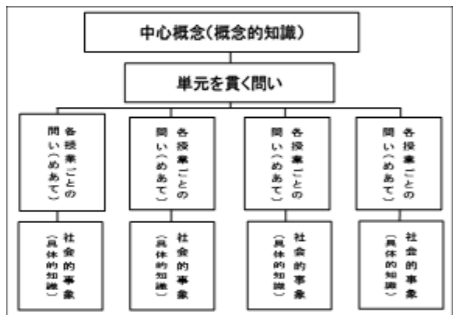 中心概念(概念的知識)
単元を貫く問い
各授業ごとの
問い(めあて)
各授業ごとの
問い(めあて)
各授業ごとの
問い(めあて)
各授業ごとの
問い(めあて)
社会的事象
(具体的知識)
社会的事象
(具体的知識)
社会的事象
(具体的知識)
社会的事象
(具体的知識)